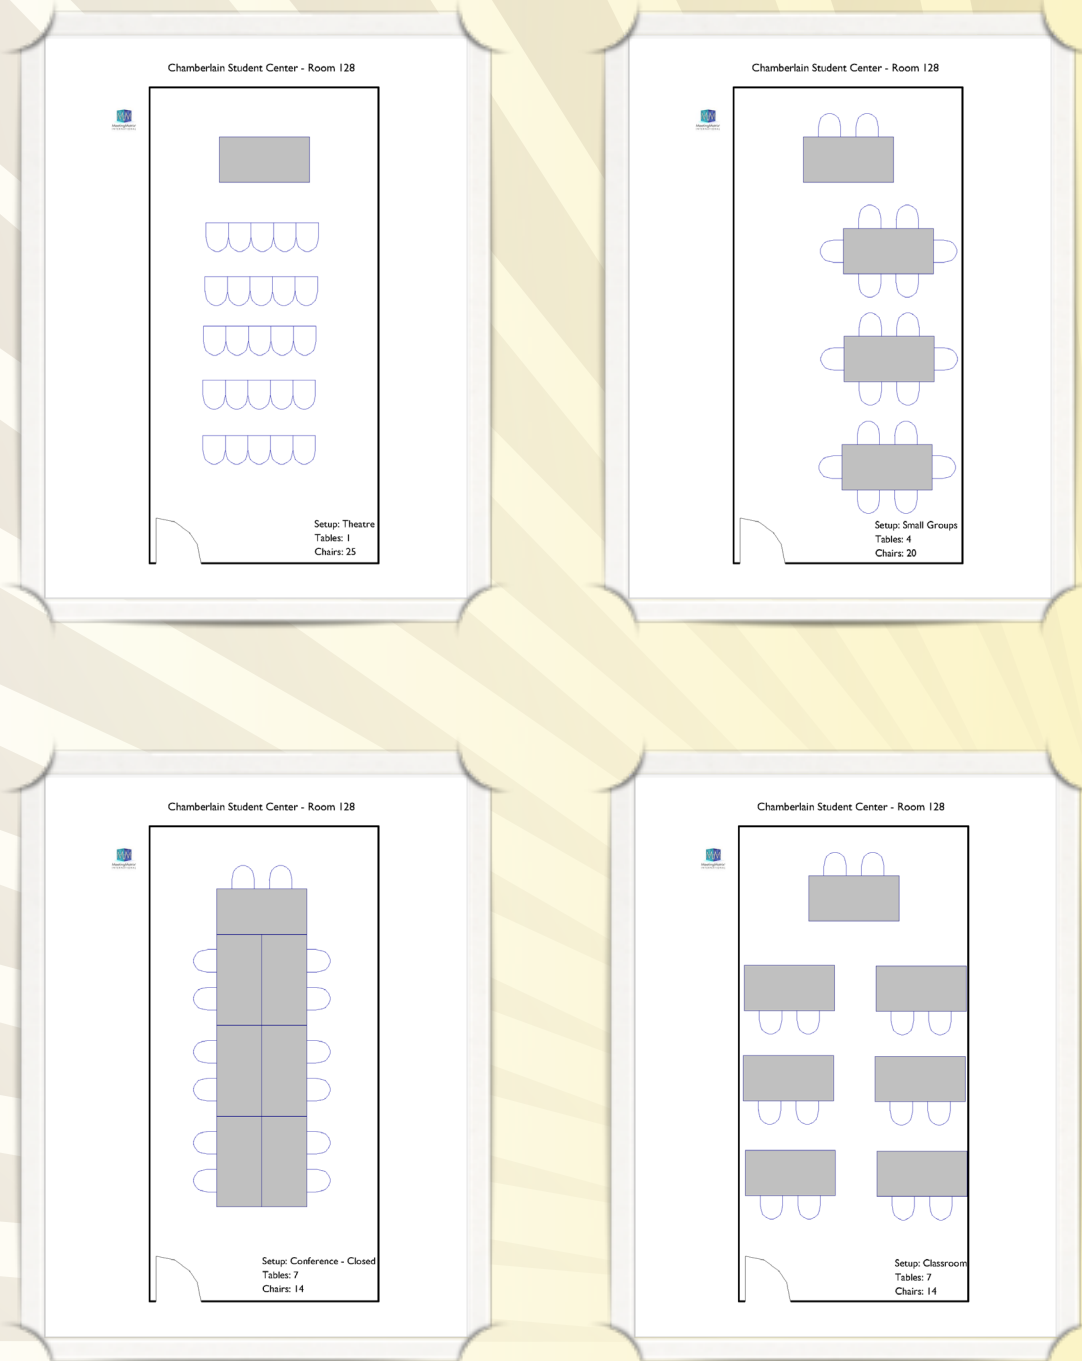 Chamberlain Student Center - Room 128
Setup: Theatre
Tables: 1
Chairs: 25
Chamberlain Student Center - Room 128
Setup: Small Groups
Tables: 4
Chairs: 20
Chamberlain Student Center - Room 128
Setup: Conference - Closed
Tables: 7
Chairs: 14
Chamberlain Student Center - Room 128
Setup: Classroom
Tables: 7
Chairs: 14